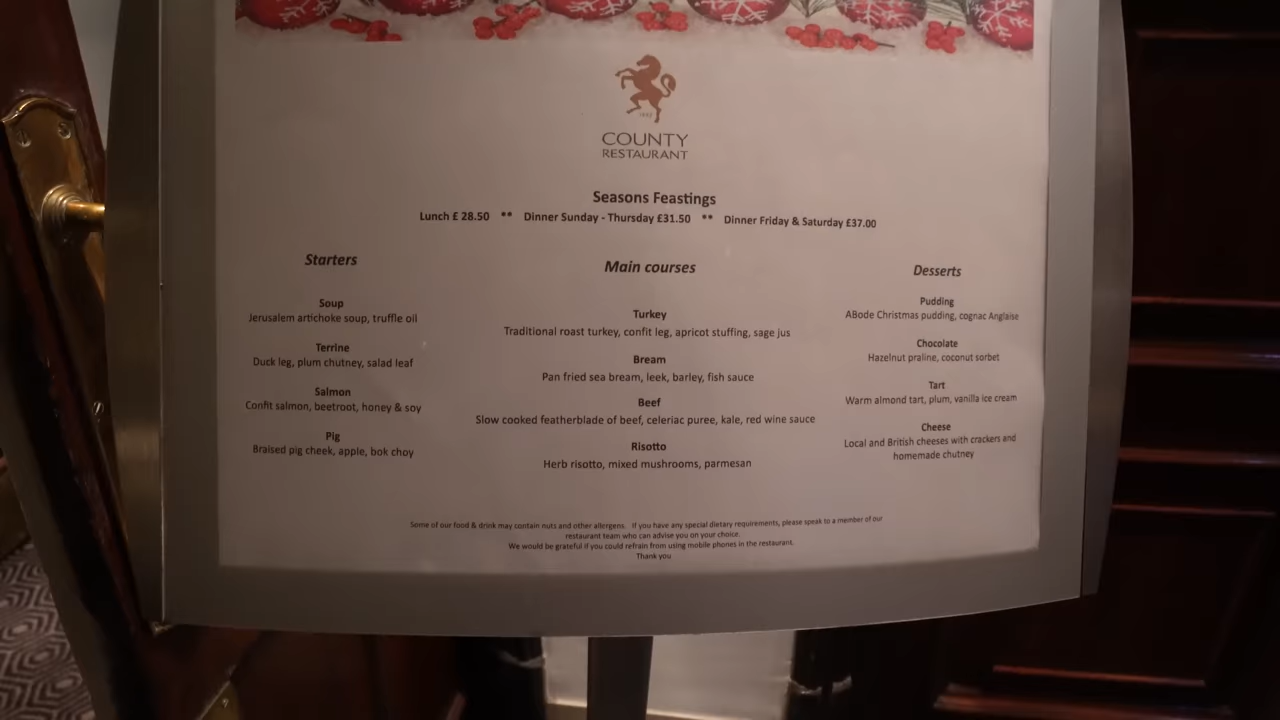 COUNTY
RESTAURANT
Seasons Feastings
Lunch £ 28.50 ** Dinner Sunday - Thursday £31.50 ** Dinner Friday & Saturday £37.00
Starters
Soup
Jerusalem artichoke soup, truffle oil
Terrine
Duck leg, plum chutney, salad leaf
Salmon
Confit salmon, beetroot, honey & soy
Pig
Braised pig cheek, apple, bok choy
Main courses
Turkey
Traditional roast turkey, confit leg, apricot stuffing, sage jus
Bream
Pan fried sea bream, leek, barley, fish sauce
Beef
Slow cooked featherblade of beef, celeriac puree, kale, red wine sauce
Risotto
Herb risotto, mixed mushrooms, parmesan
Desserts
Pudding
ABode Christmas pudding, cognac Anglaise
Chocolate
Hazelnut praline, coconut sorbet
Tart
Warm almond tart, plum, vanilla ice cream
Cheese
Local and British cheeses with crackers and
homemade chutney
Some of our food & drink may contain nuts and other allergens. If you have any special dietary requirements, please speak to a member of our
restaurant team who can advise you on your choice.
We would be grateful if you could refrain from using mobile phones in the restaurant.
Thank you